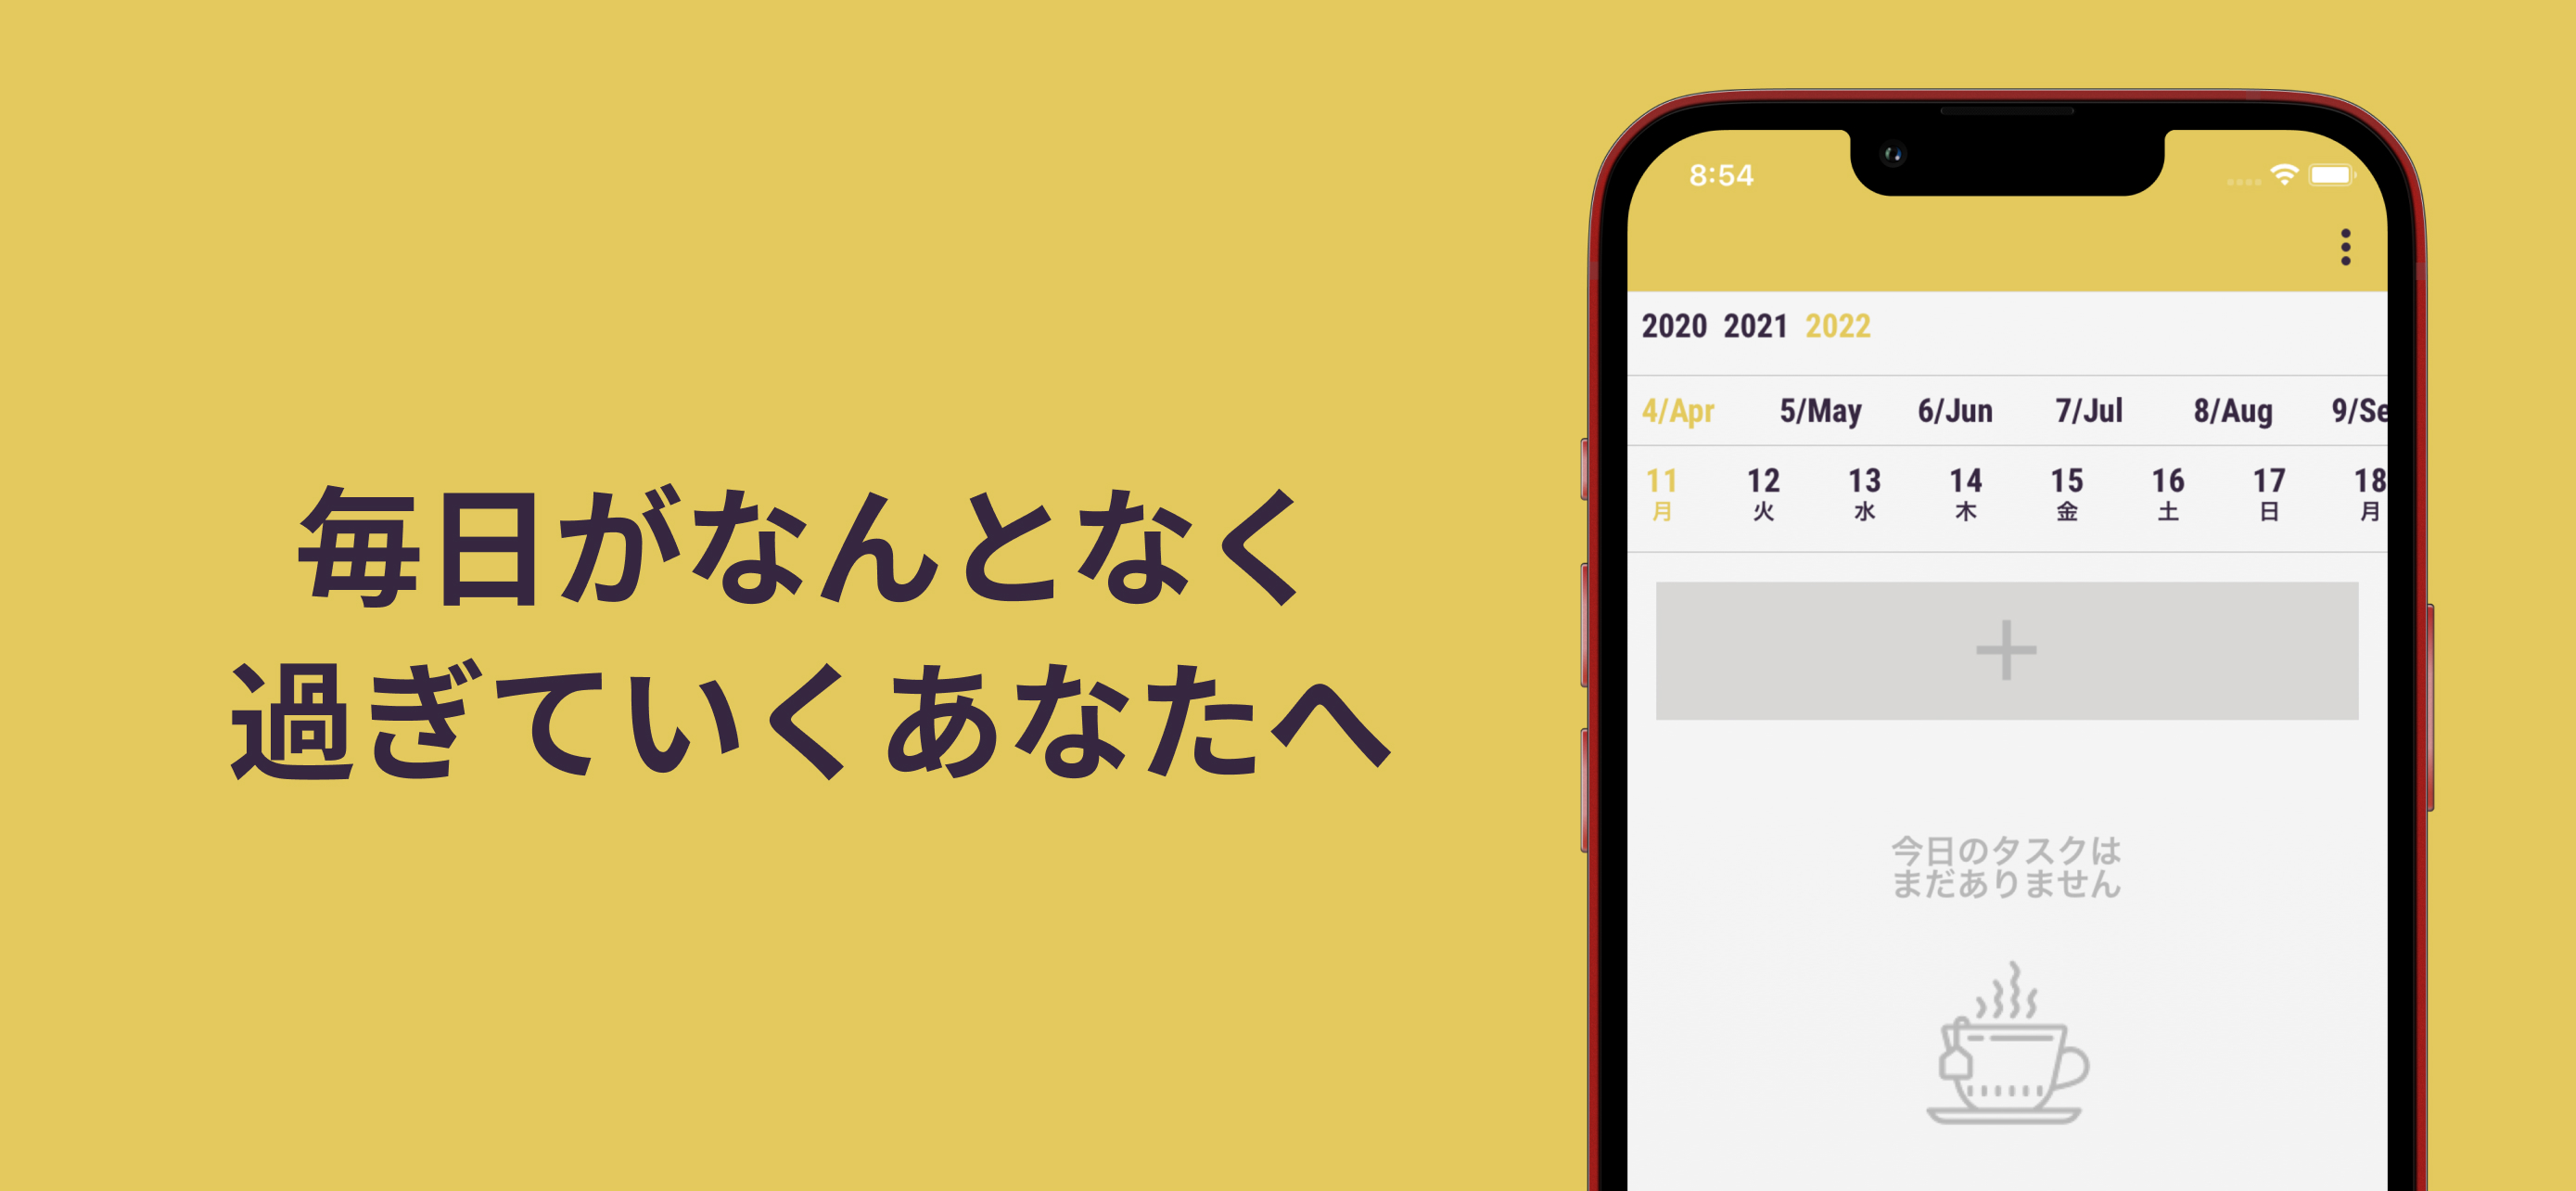 毎日がなんとなく
過ぎていくあなたへ
8:54
2020 2021 2022
4/Apr 5/May 6/Jun 7/Jul 8/Aug 9/Se
11 12 13 14 15 16 17 18
月 火 水 木 金 土 日 月
今日のタスクは
まだありません